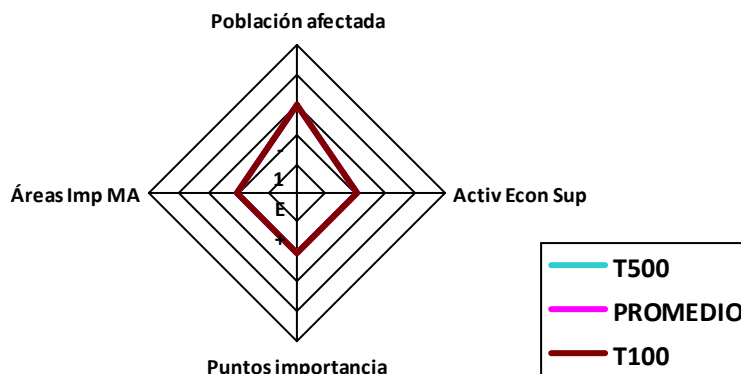 Población afectada
-
1
E
+
Áreas Imp MA
Activ Econ Sup
Puntos importancia
T500
PROMEDIO
T100